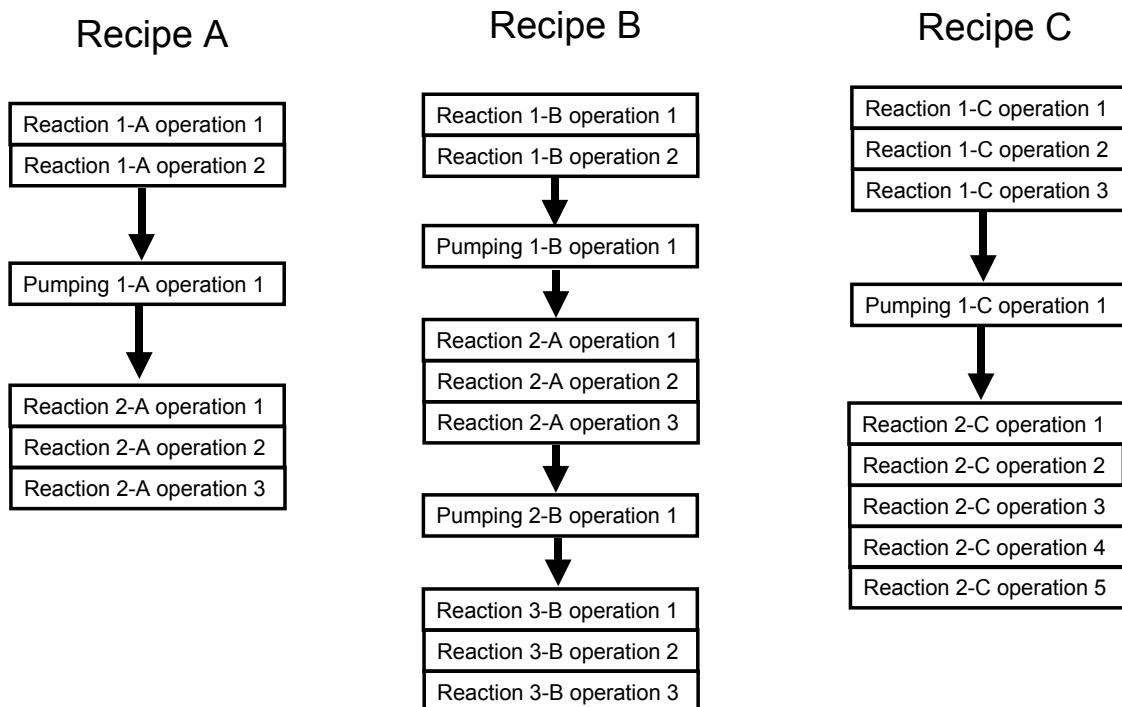 Recipe A
Reaction 1-A operation 1
Reaction 1-A operation 2
Pumping 1-A operation 1
Reaction 2-A operation 1
Reaction 2-A operation 2
Reaction 2-A operation 3
Recipe B
Reaction 1-B operation 1
Reaction 1-B operation 2
Pumping 1-B operation 1
Reaction 2-A operation 1
Reaction 2-A operation 2
Reaction 2-A operation 3
Pumping 2-B operation 1
Reaction 3-B operation 1
Reaction 3-B operation 2
Reaction 3-B operation 3
Recipe C
Reaction 1-C operation 1
Reaction 1-C operation 2
Reaction 1-C operation 3
Pumping 1-C operation 1
Reaction 2-C operation 1
Reaction 2-C operation 2
Reaction 2-C operation 3
Reaction 2-C operation 4
Reaction 2-C operation 5